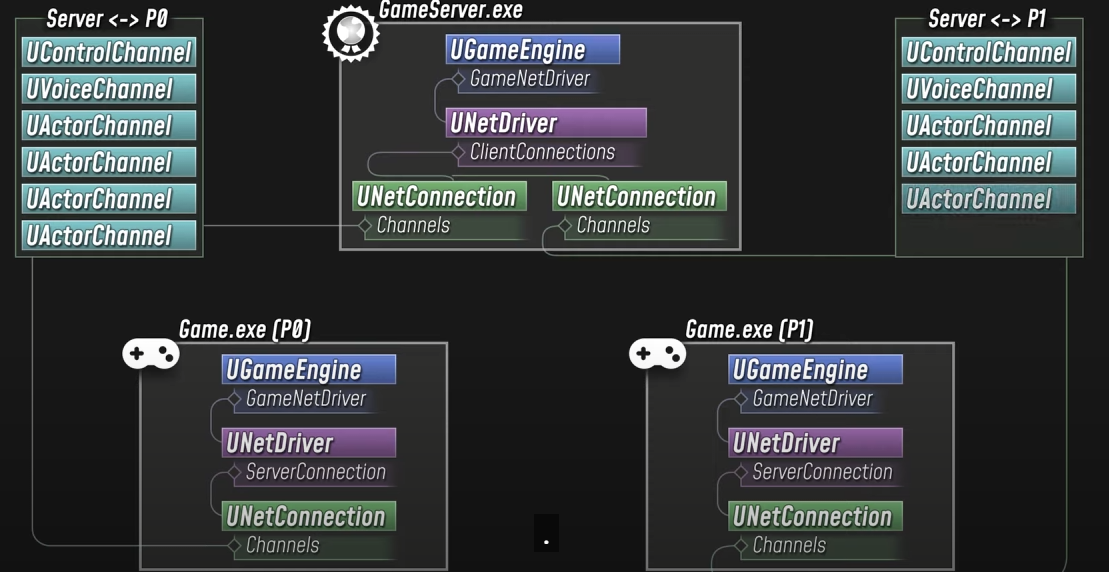 Server <-> P0
UControlChannel
UVoiceChannel
UActorChannel
UActorChannel
UActorChannel
UActorChannel
GameServer.exe
UGameEngine
GameNetDriver
UNetDriver
ClientConnections
UNetConnection
Channels
UNetConnection
Channels
Server <-> P1
UControlChannel
UVoiceChannel
UActorChannel
UActorChannel
UActorChannel
Game.exe (P0)
UGameEngine
GameNetDriver
UNetDriver
ServerConnection
UNetConnection
Channels
.
Game.exe (P1)
UGameEngine
GameNetDriver
UNetDriver
ServerConnection
UNetConnection
Channels